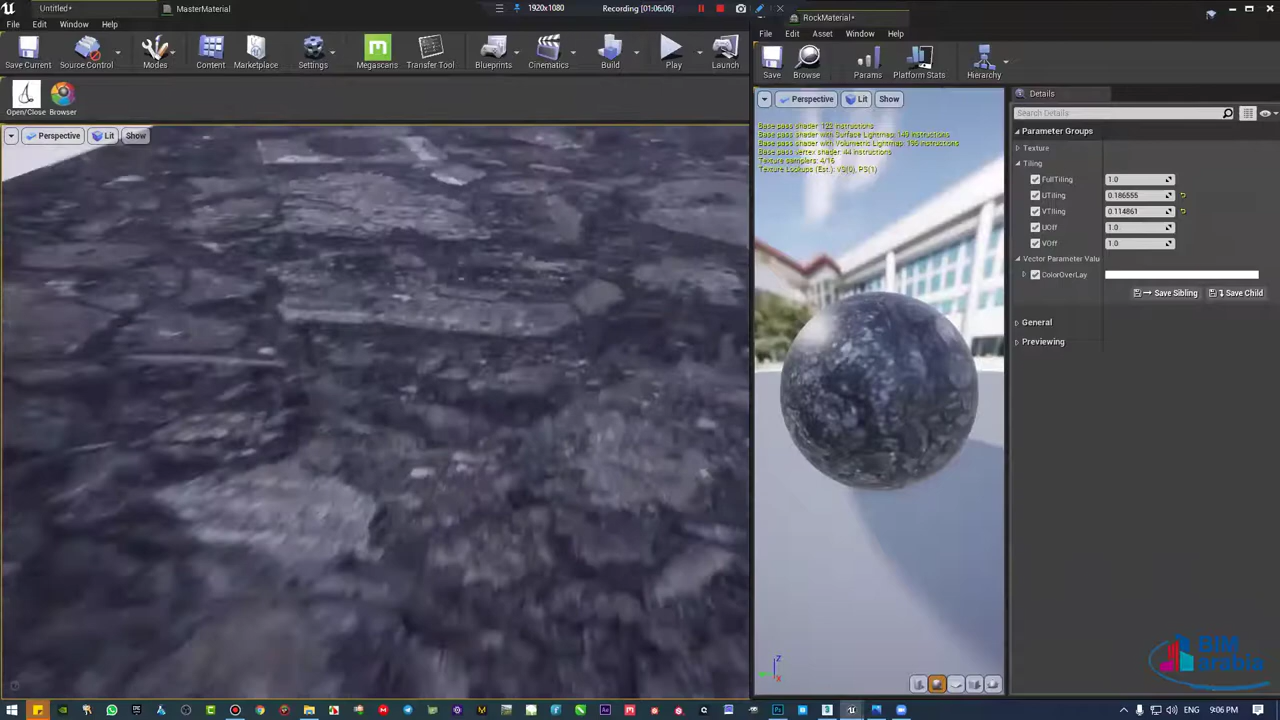 Untitled*
MasterMaterial
1920x1080
Recording [01:06:06]
RockMaterial*
File
Edit
Window
Help
File
Edit
Asset
Window
Help
Save Current
Source Control
Modes
Content
Marketplace
Settings
Megascans
Transfer Tool
Blueprints
Cinematics
Build
Play
Launch
Save
Browse
Params
Platform Stats
Hierarchy
Open/Close
Browser
Perspective
Lit
Show
Perspective
Lit
Show
Base pass shader: 122 instructions
Base pass shader with Surface Lightmap: 149 instructions
Base pass shader with Volumetric Lightmap: 196 instructions
Base pass vertex shader: 44 instructions
Texture samplers: 4/16
Texture Lookups (Est.): VS(0), PS(1)
Details
Search Details
Parameter Groups
Texture
Tiling
FullTiling
1.0
UTiling
0.186555
VTiling
0.114861
UOff
1.0
VOff
1.0
Vector Parameter Valu
ColorOverLay
Save Sibling
Save Child
General
Previewing
Z
X
BIM
arabia
ENG
9:06 PM